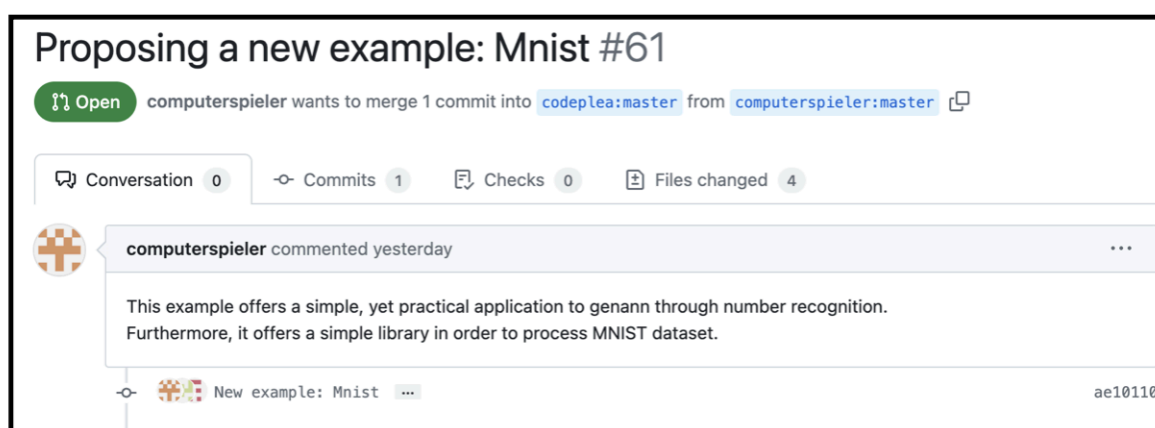 Proposing a new example: Mnist #61
Open computerspieler wants to merge 1 commit into codeplea:master from computerspieler:master
Conversation 0 Commits 1 Checks 0 Files changed 4
computerspieler commented yesterday ...
This example offers a simple, yet practical application to genann through number recognition.
Furthermore, it offers a simple library in order to process MNIST dataset.
New example: Mnist ... ae10110